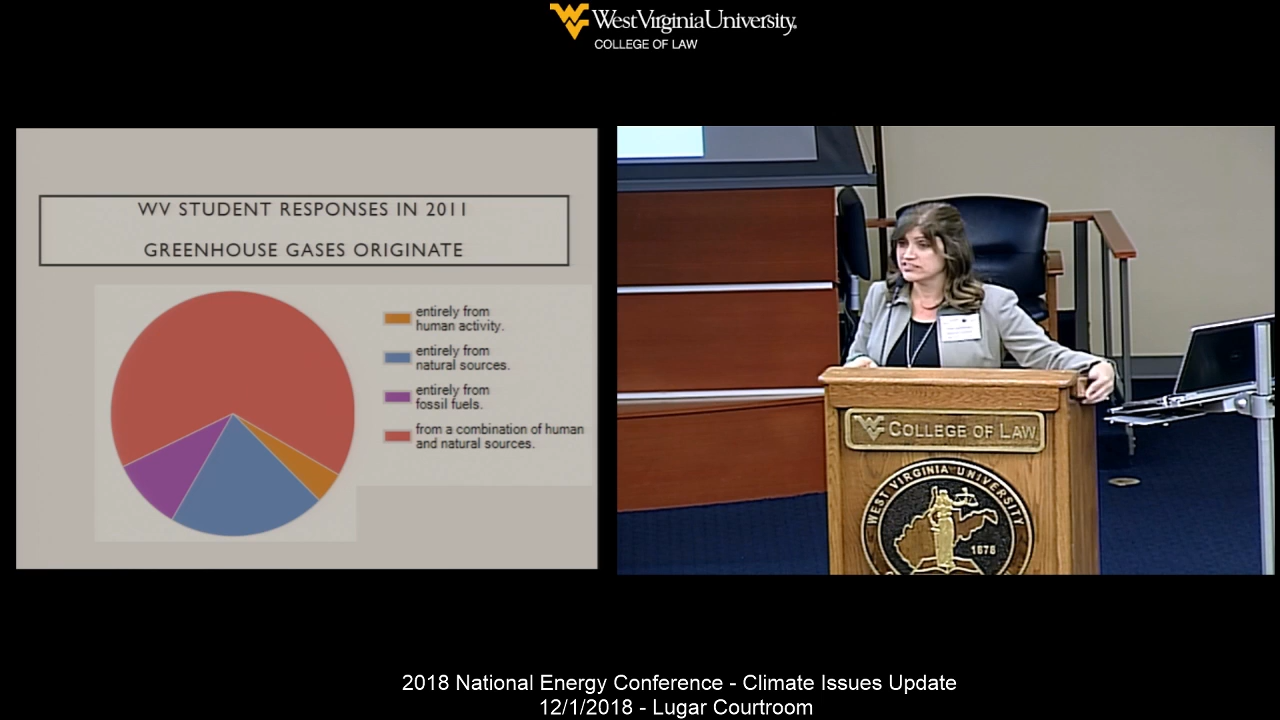 West Virginia University
COLLEGE OF LAW
WV STUDENT RESPONSES IN 2011
GREENHOUSE GASES ORIGINATE
entirely from
human activity.
entirely from
natural sources.
entirely from
fossil fuels.
from a combination of human
and natural sources.
COLLEGE OF LAW
WEST VIRGINIA UNIVERSITY
1878
2018 National Energy Conference - Climate Issues Update
12/1/2018 - Lugar Courtroom